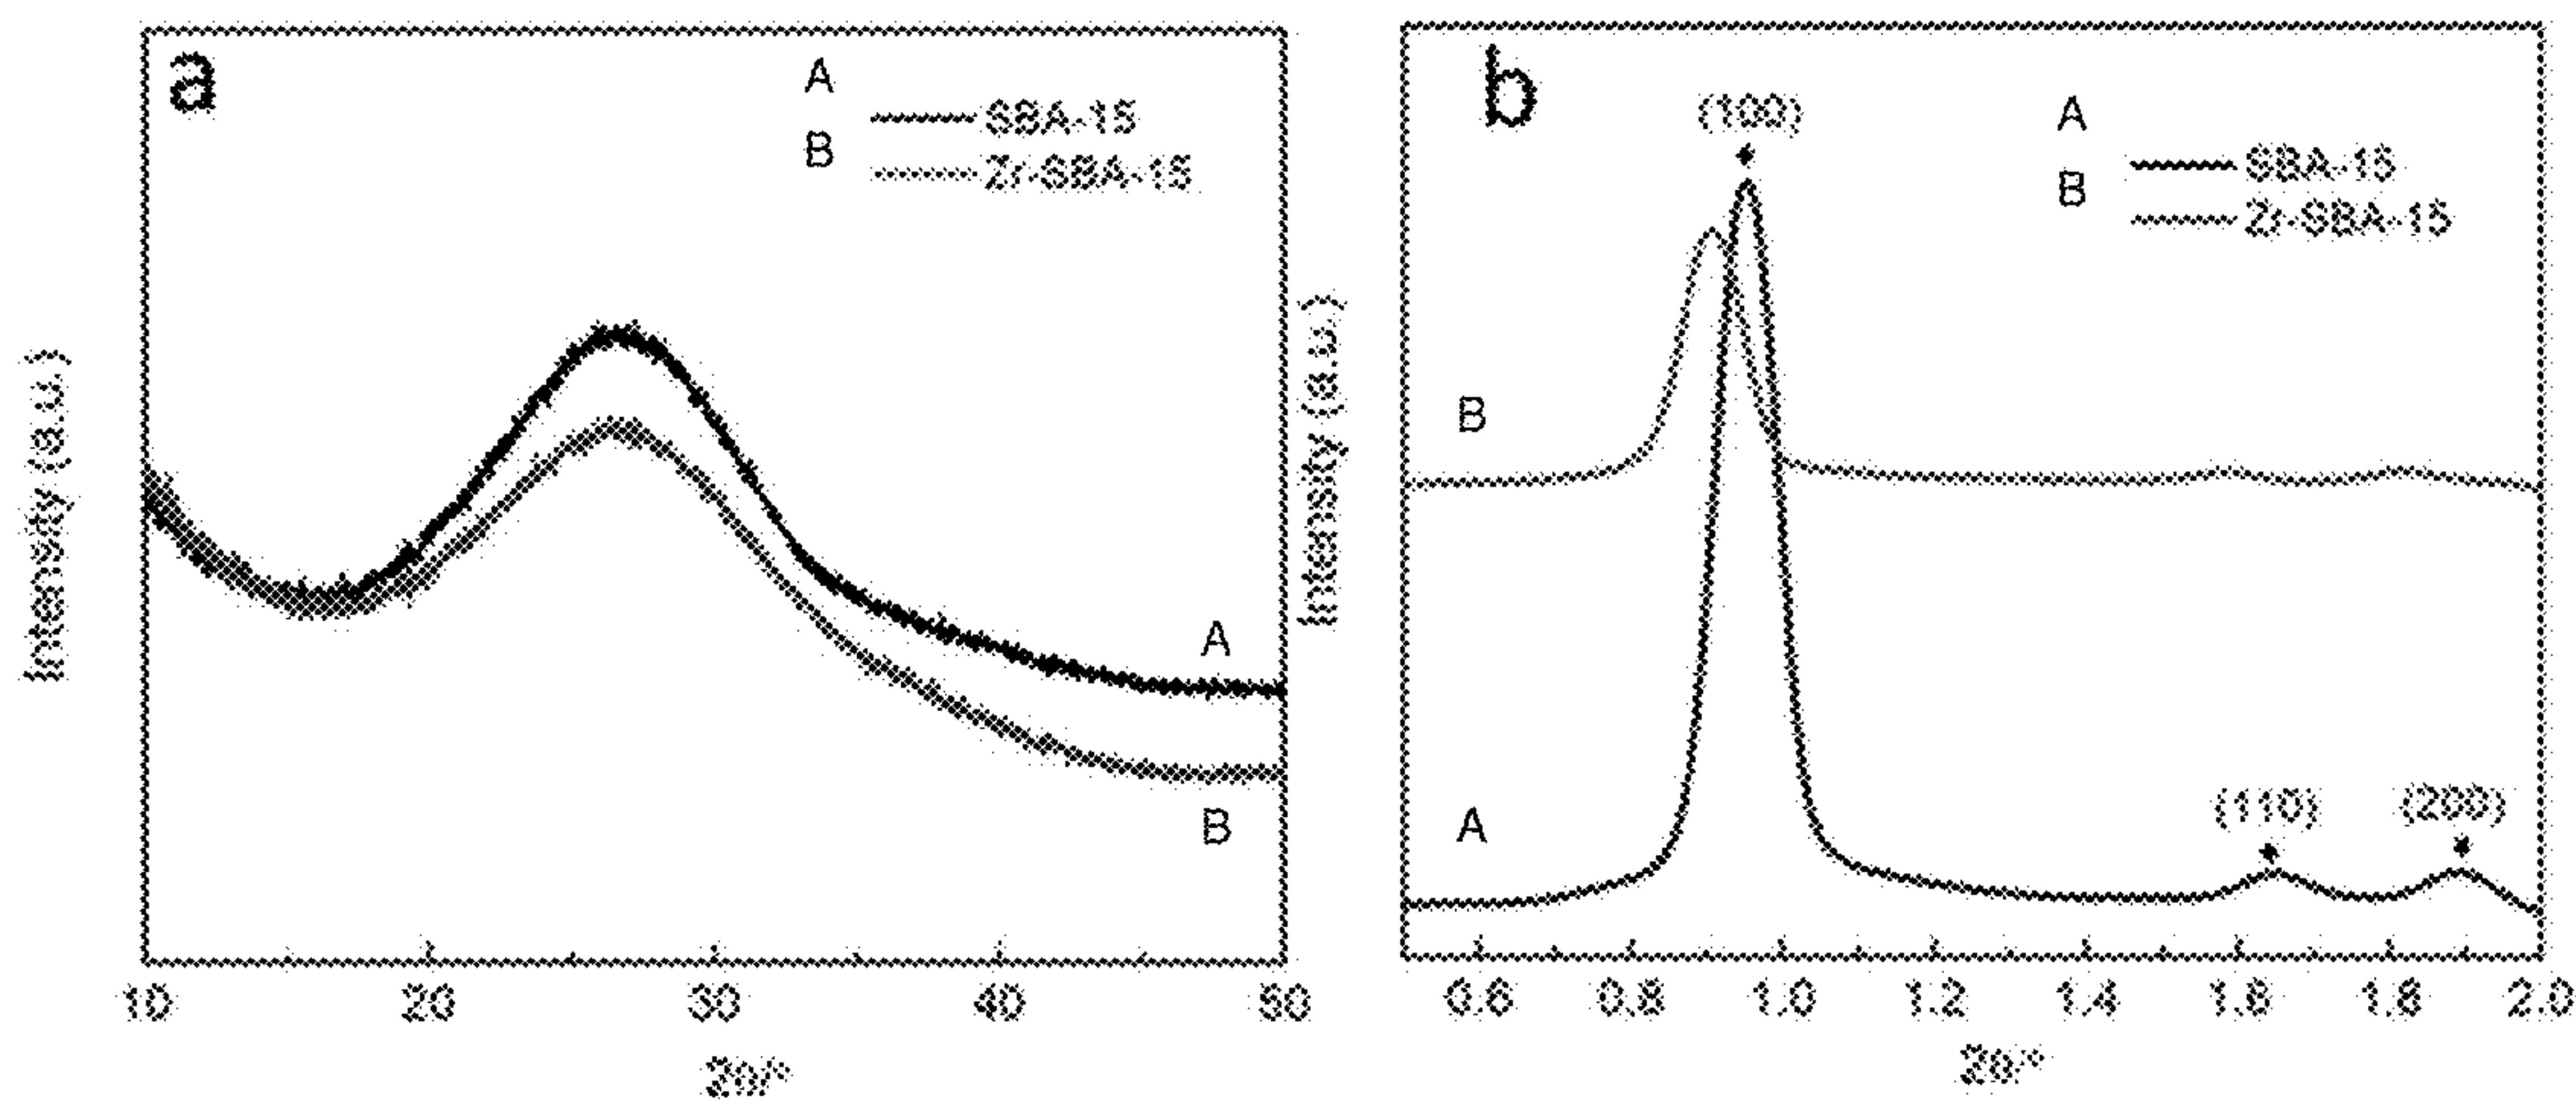 a
A
SBA-15
B
Zr-SBA-15
Intensity (a.u.)
A
B
10 20 30 40 50
2θ/°
b
(100)
A
SBA-15
B
Zr-SBA-15
Intensity (a.u.)
B
A
(110) (200)
0.6 0.8 1.0 1.2 1.4 1.6 1.8 2.0
2θ/°